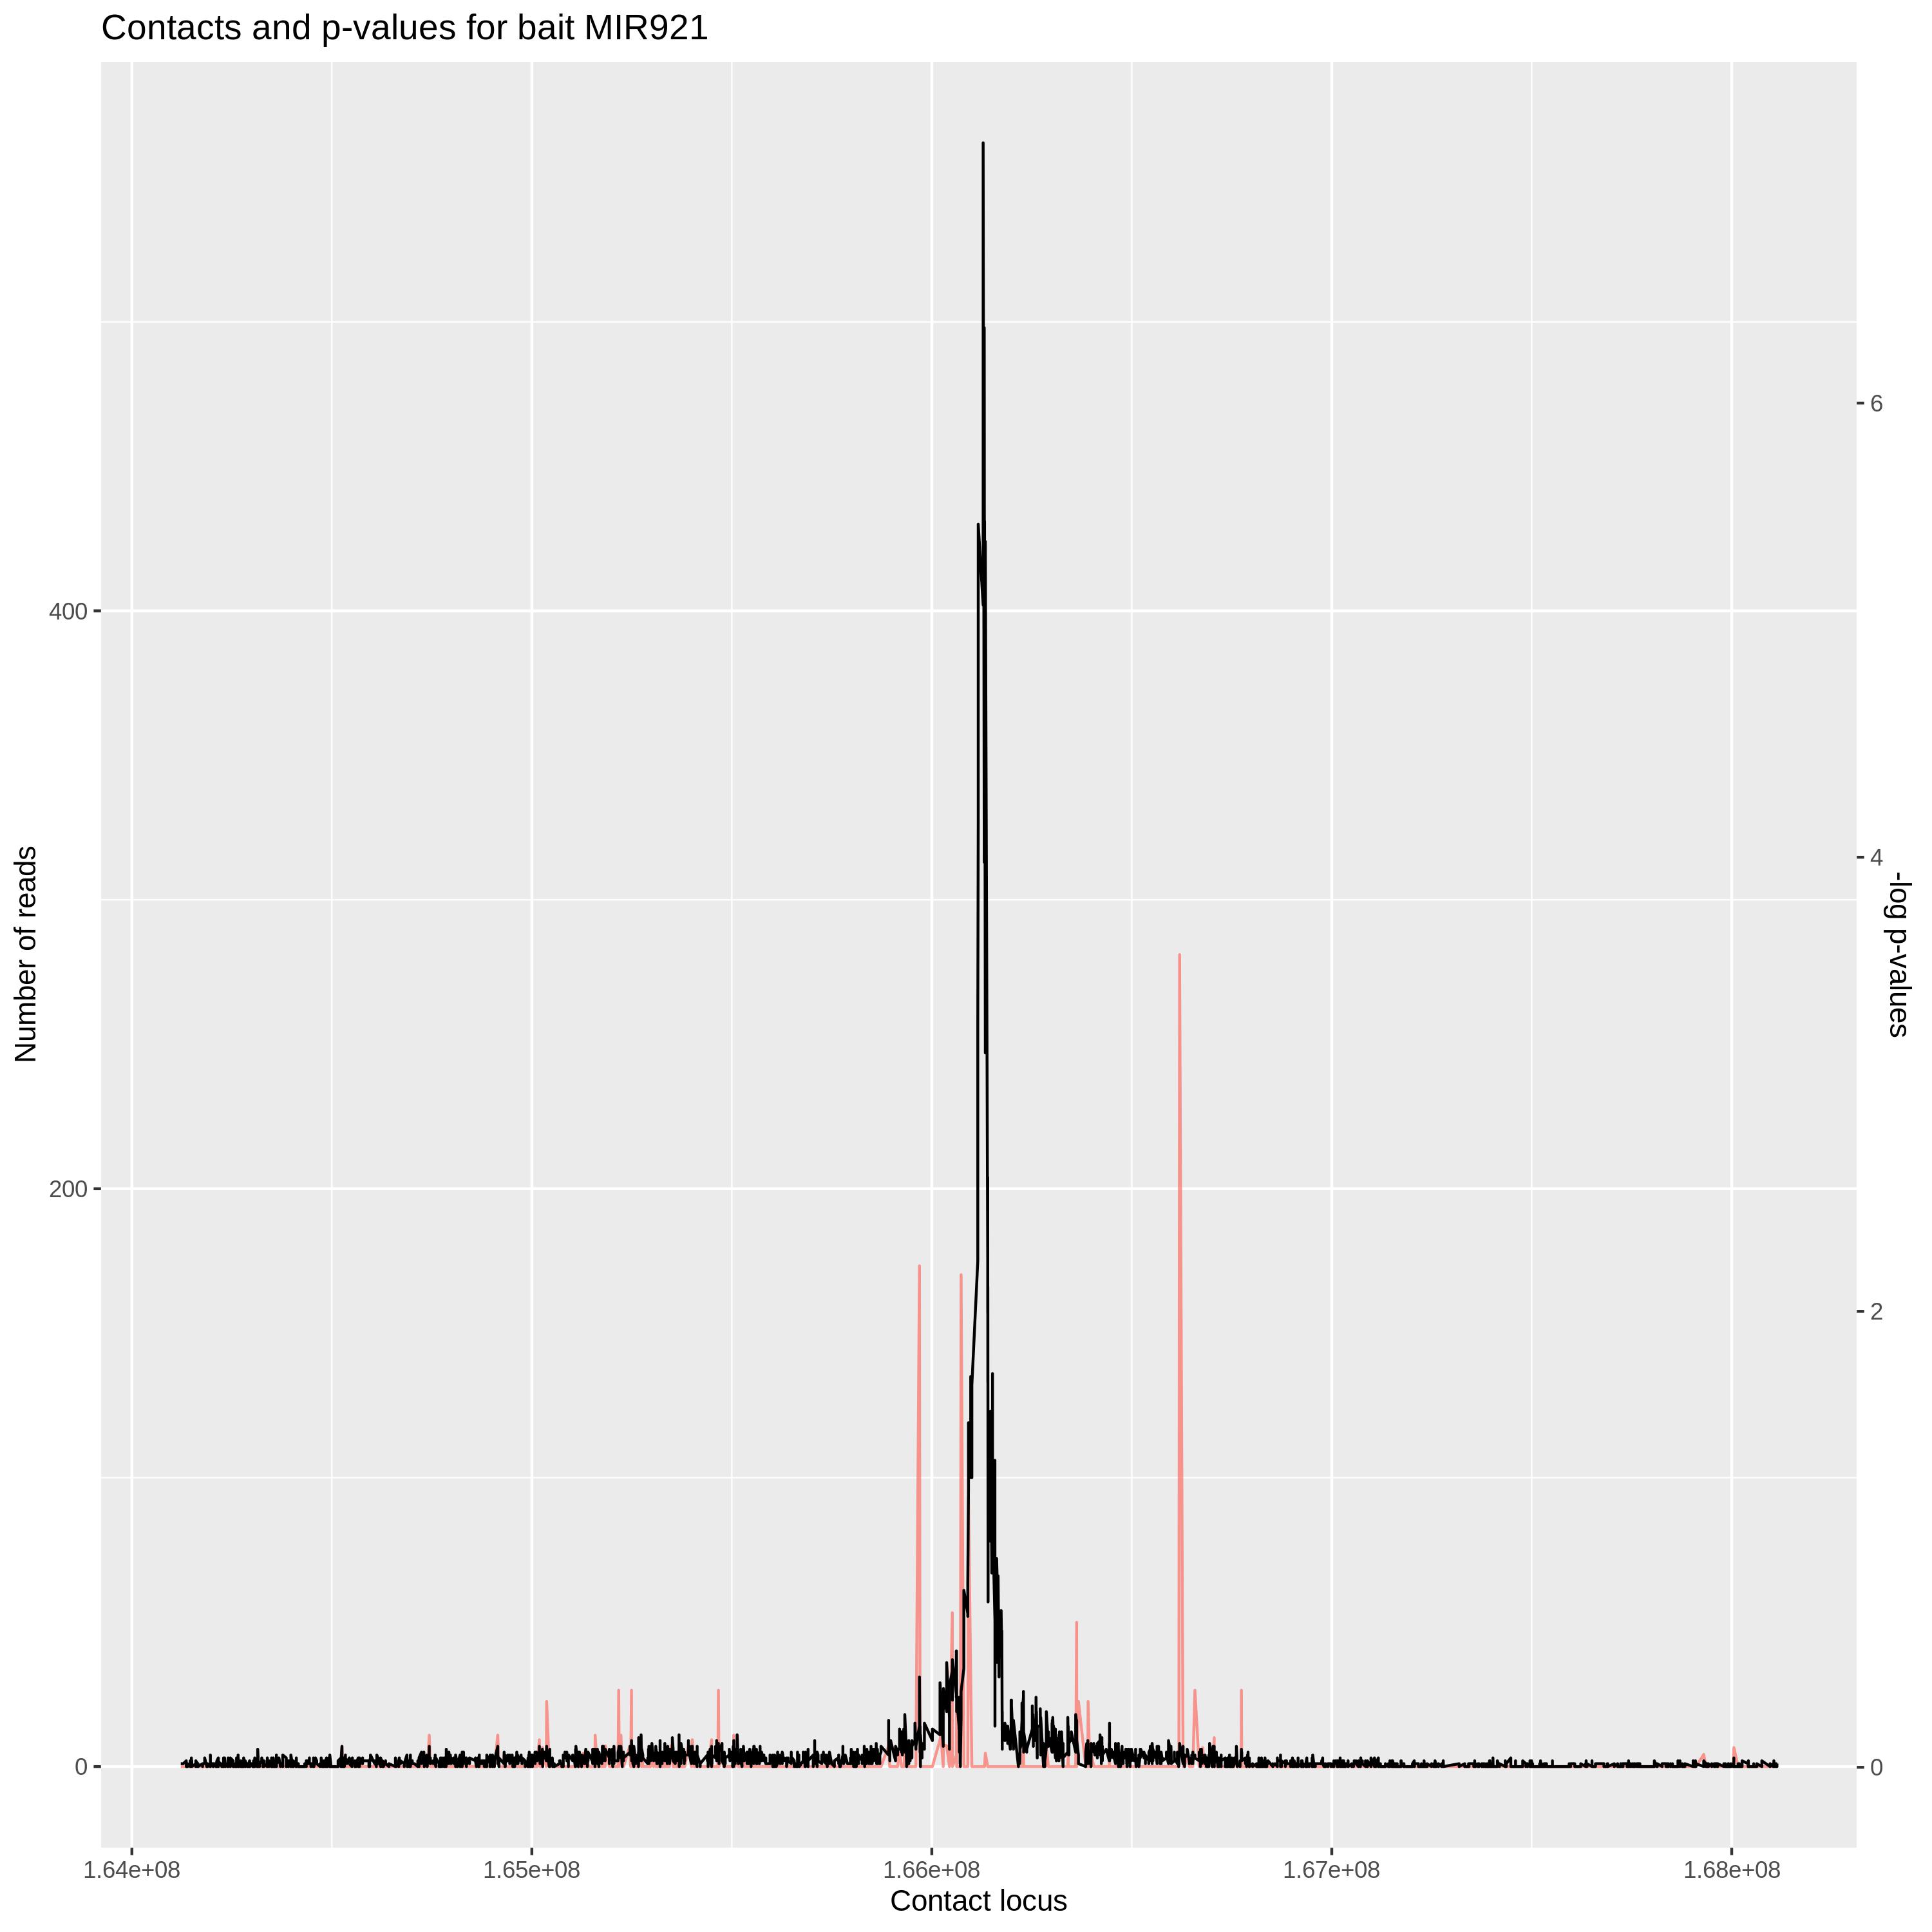 Contacts and p-values for bait MIR921
Number of reads
400
200
0
6
4
2
0
-log p-values
1.64e+08
1.65e+08
1.66e+08
1.67e+08
1.68e+08
Contact locus